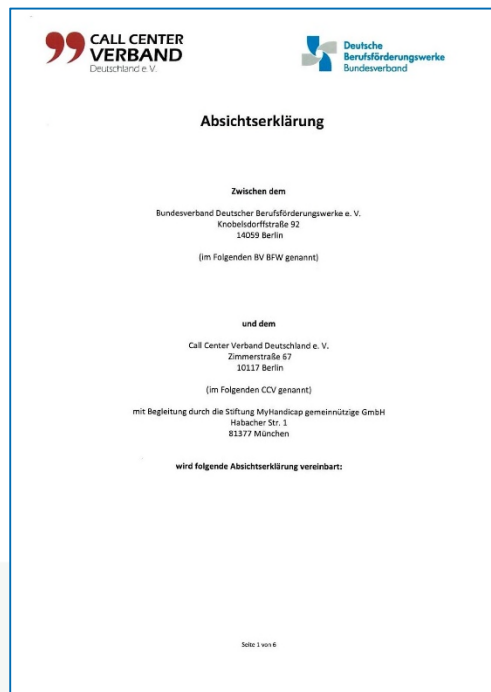 CALL CENTER
VERBAND
Deutschland e. V.
Deutsche
Berufsförderungswerke
Bundesverband
Absichtserklärung
Zwischen dem
Bundesverband Deutscher Berufsförderungswerke e. V.
Knobelsdorffstraße 92
14059 Berlin
(im Folgenden BV BFW genannt)
und dem
Call Center Verband Deutschland e. V.
Zimmerstraße 67
10117 Berlin
(im Folgenden CCV genannt)
mit Begleitung durch die Stiftung MyHandicap gemeinnützige GmbH
Habacher Str. 1
81377 München
wird folgende Absichtserklärung vereinbart:
Seite 1 von 6